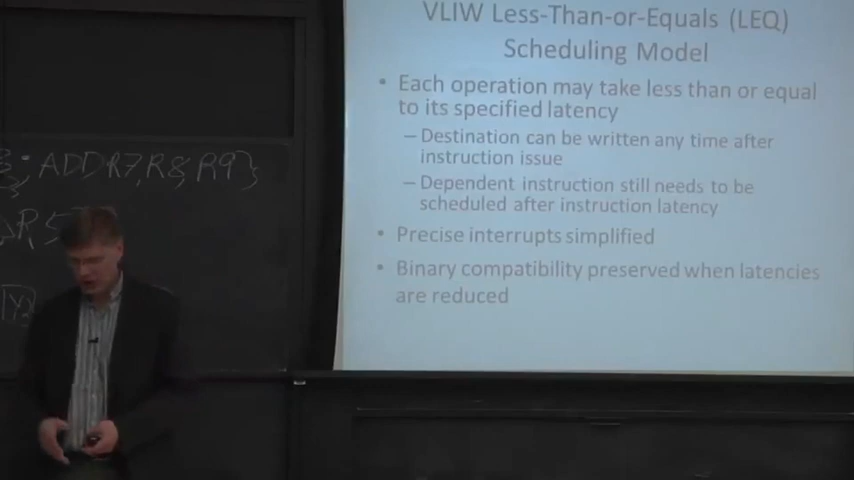 VLIW Less-Than-or-Equals (LEQ)
Scheduling Model
• Each operation may take less than or equal
to its specified latency
– Destination can be written any time after
instruction issue
– Dependent instruction still needs to be
scheduled after instruction latency
• Precise interrupts simplified
• Binary compatibility preserved when latencies
are reduced
; ADD R7, R8, R9}
R5